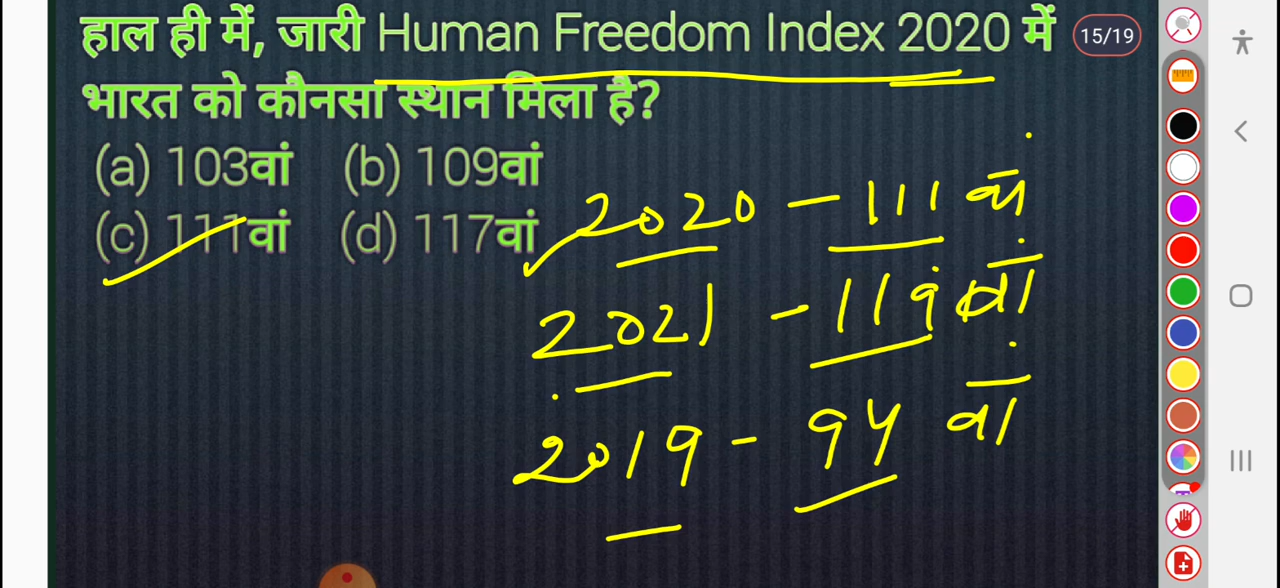 हाल ही में, जारी Human Freedom Index 2020 में
15/19
भारत को कौनसा स्थान मिला है?
(a) 103वां (b) 109वां
(c) 111वां (d) 117वां
2020 - 111 वां
2021 - 119 वां
2019 - 94 वां